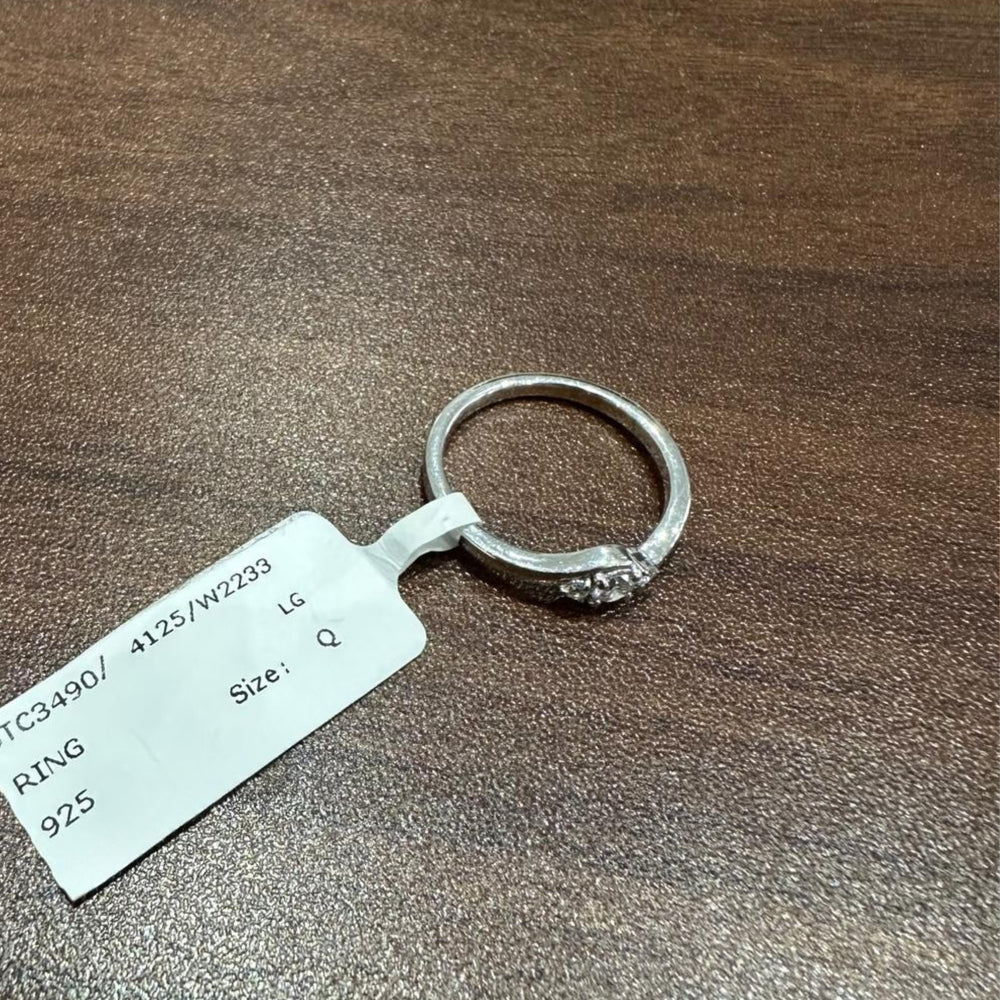 TC3490/ 4125/W2233
LG
RING
Size: Q
925